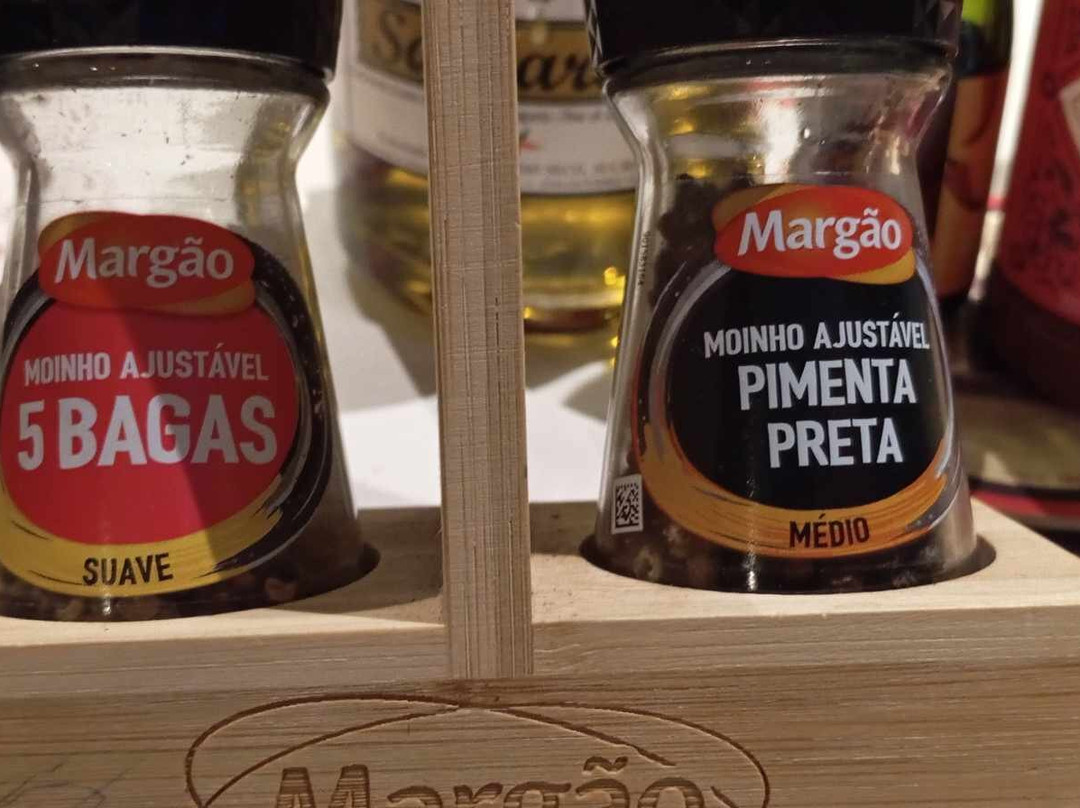 Margão
MOINHO AJUSTÁVEL
5 BAGAS
SUAVE
Margão
MOINHO AJUSTÁVEL
PIMENTA
PRETA
MÉDIO
Margão